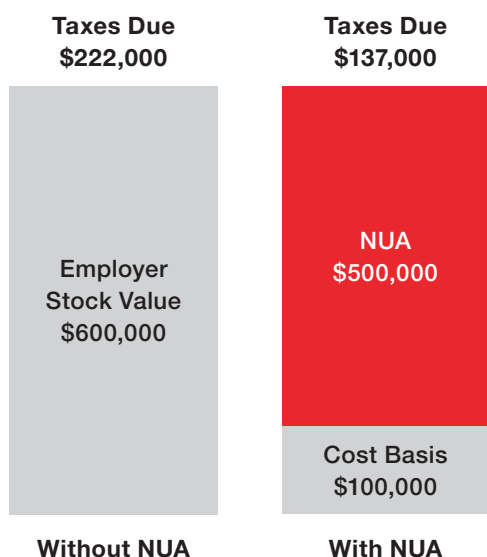 Taxes Due
$222,000
Employer
Stock Value
$600,000
Without NUA
Taxes Due
$137,000
NUA
$500,000
Cost Basis
$100,000
With NUA